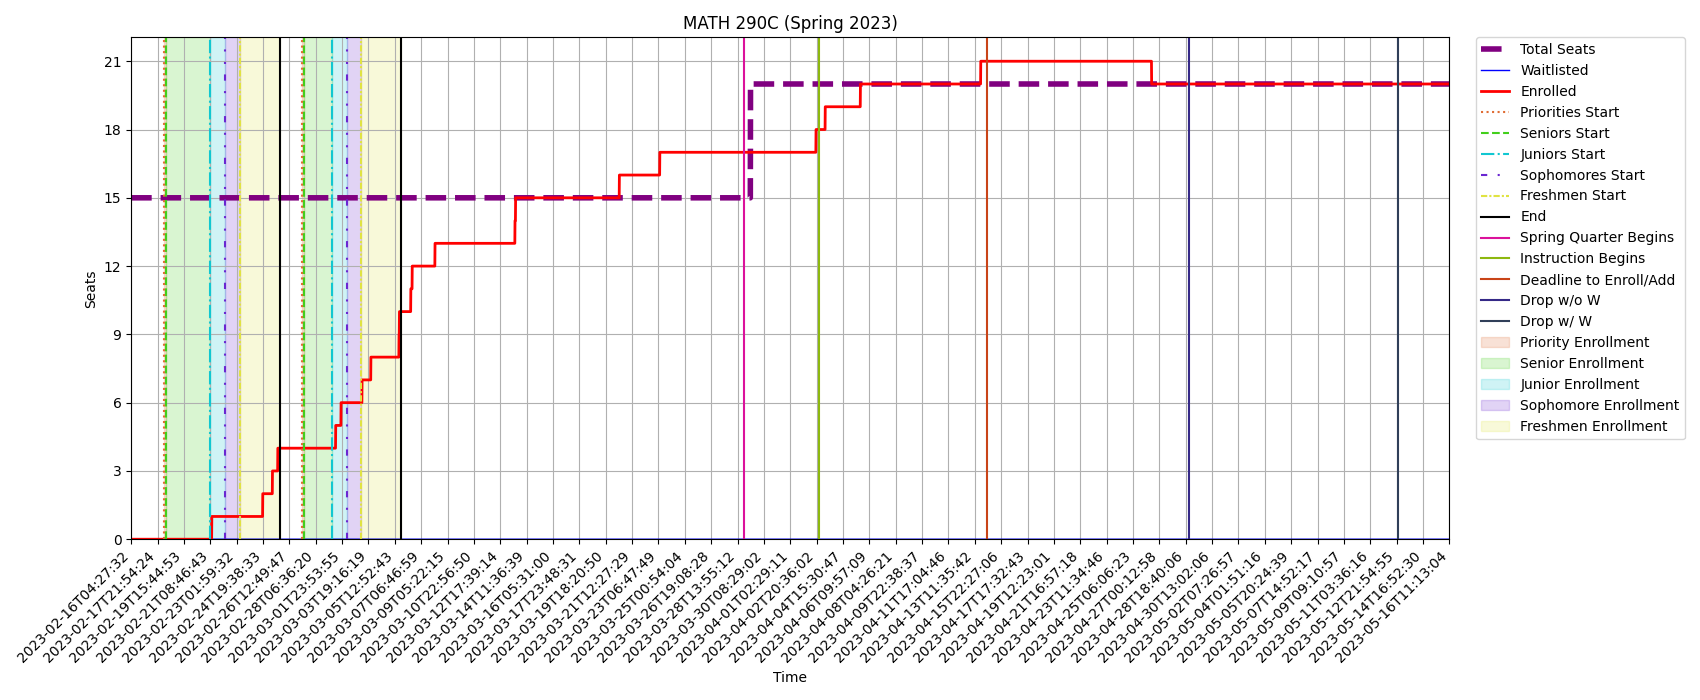 MATH 290C (Spring 2023)
Seats
21
18
15
12
9
6
3
0
2023-02-16T04:27:32
2023-02-17T21:54:24
2023-02-19T15:44:53
2023-02-21T08:46:43
2023-02-23T01:59:32
2023-02-24T19:38:33
2023-02-26T12:49:47
2023-02-28T06:36:20
2023-03-01T23:53:55
2023-03-03T19:16:19
2023-03-05T12:52:43
2023-03-07T06:46:59
2023-03-09T05:22:15
2023-03-10T22:56:50
2023-03-12T17:39:14
2023-03-14T11:36:39
2023-03-16T05:31:00
2023-03-17T23:48:31
2023-03-19T18:20:50
2023-03-21T12:27:29
2023-03-23T06:47:49
2023-03-25T00:54:04
2023-03-26T19:08:28
2023-03-28T13:55:12
2023-03-30T08:29:02
2023-04-01T02:29:11
2023-04-02T20:36:02
2023-04-04T15:30:47
2023-04-06T09:57:09
2023-04-08T04:26:21
2023-04-09T22:38:37
2023-04-11T17:04:46
2023-04-13T11:35:42
2023-04-15T22:27:06
2023-04-17T17:32:43
2023-04-19T12:23:01
2023-04-21T16:57:18
2023-04-23T11:34:46
2023-04-25T06:06:23
2023-04-27T00:12:58
2023-04-28T18:40:06
2023-04-30T13:02:06
2023-05-02T07:26:57
2023-05-04T01:51:16
2023-05-05T20:24:39
2023-05-07T14:52:17
2023-05-09T09:10:57
2023-05-11T03:36:16
2023-05-12T21:54:55
2023-05-14T16:52:30
2023-05-16T11:13:04
Time
Total Seats
Waitlisted
Enrolled
Priorities Start
Seniors Start
Juniors Start
Sophomores Start
Freshmen Start
End
Spring Quarter Begins
Instruction Begins
Deadline to Enroll/Add
Drop w/o W
Drop w/ W
Priority Enrollment
Senior Enrollment
Junior Enrollment
Sophomore Enrollment
Freshmen Enrollment